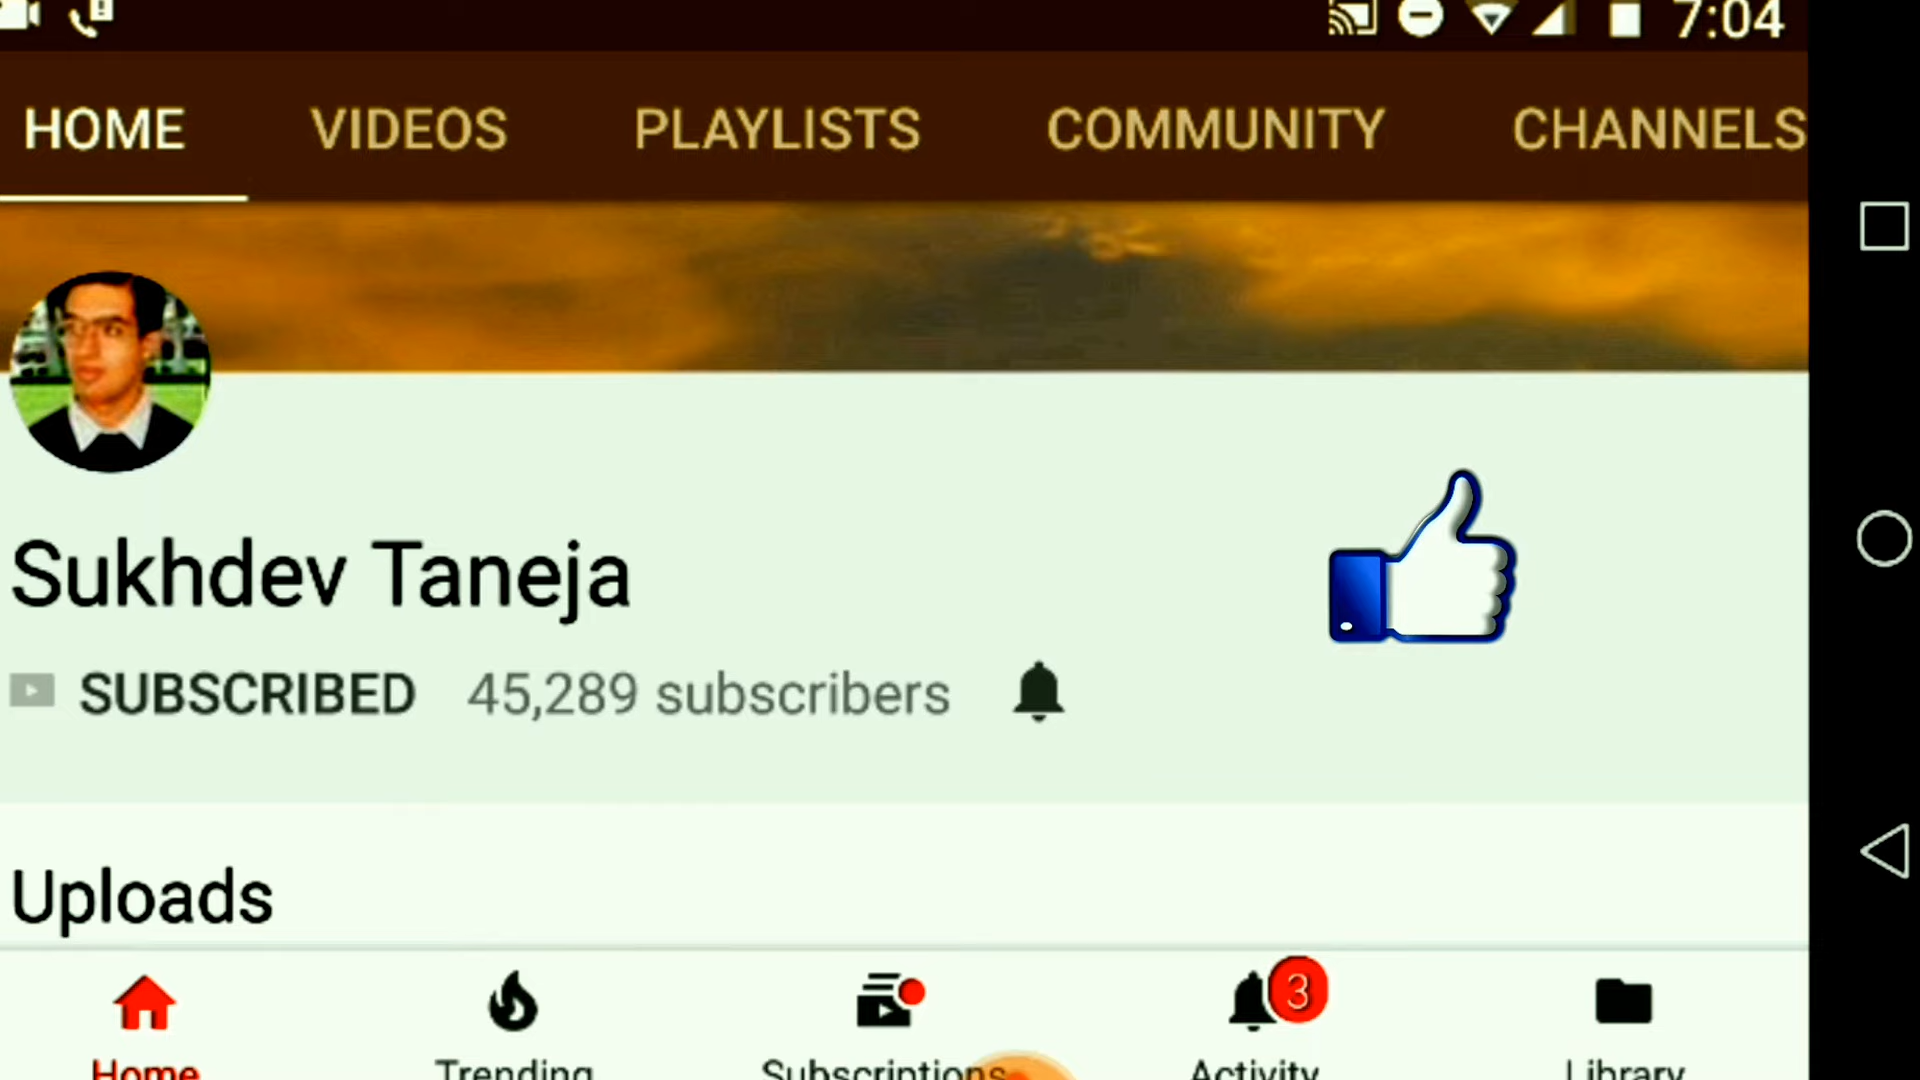 7:04
HOME VIDEOS PLAYLISTS COMMUNITY CHANNELS
Sukhdev Taneja
SUBSCRIBED 45,289 subscribers
Uploads
3
Home Trending Subscriptions Activity Library